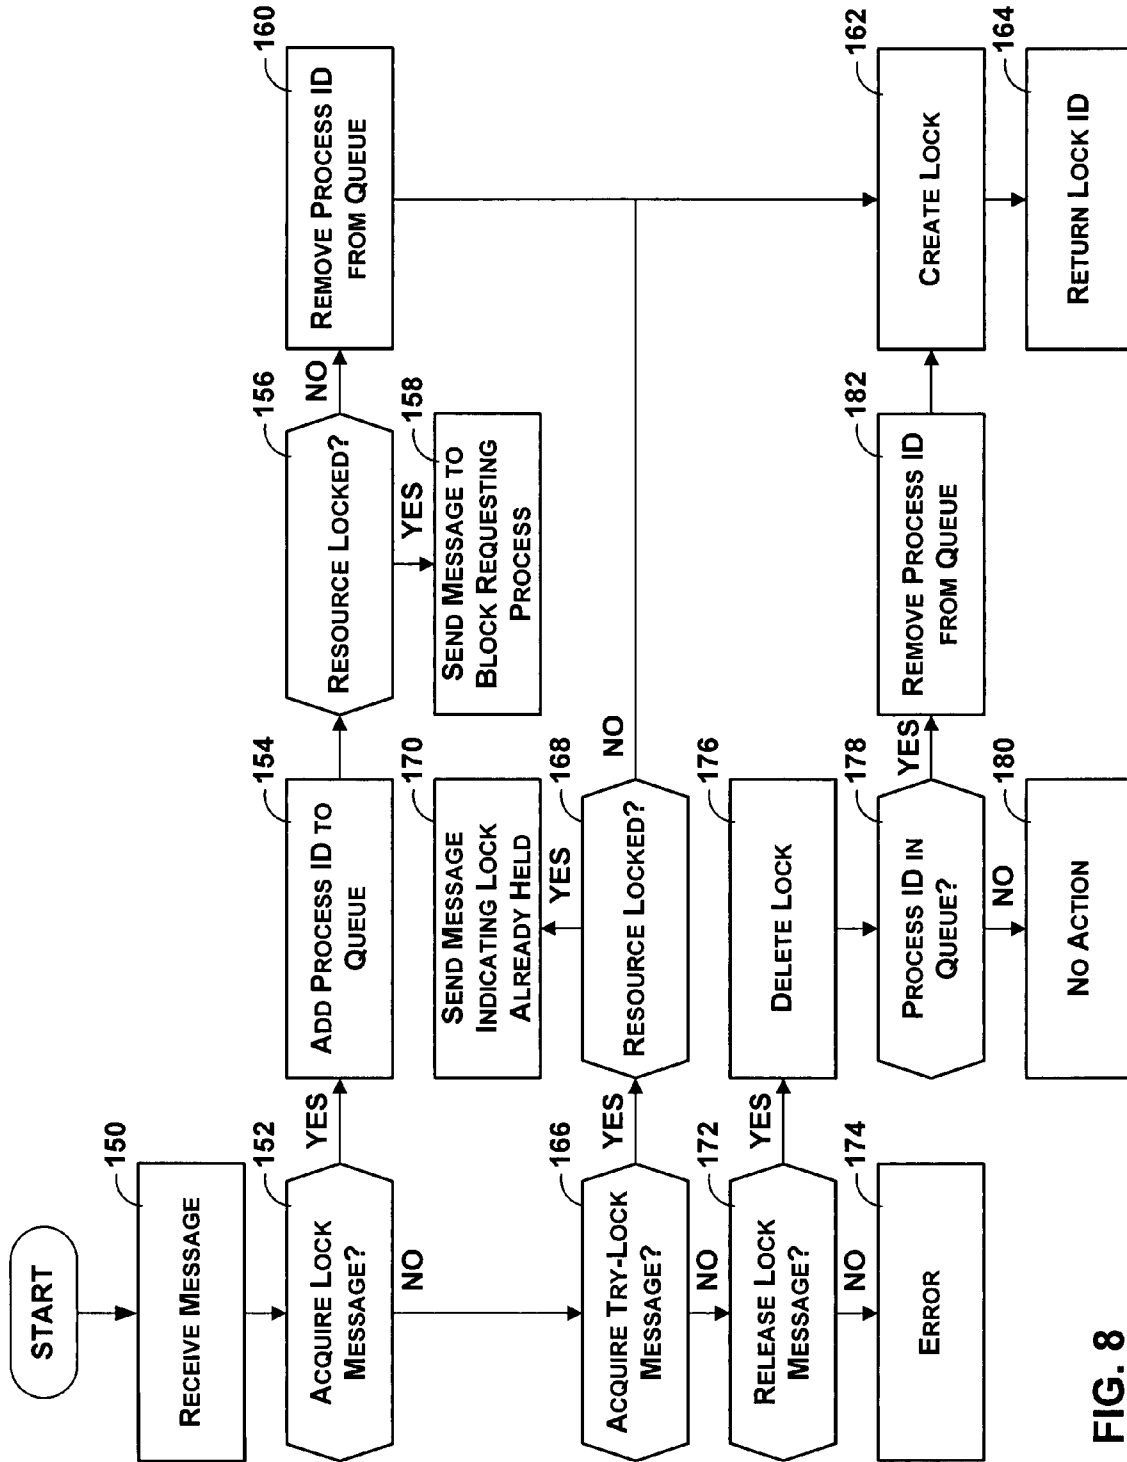 START
150
RECEIVE MESSAGE
152
ACQUIRE LOCK
MESSAGE?
YES
NO
154
ADD PROCESS ID TO
QUEUE
156
RESOURCE LOCKED?
NO
YES
158
SEND MESSAGE TO
BLOCK REQUESTING
PROCESS
160
REMOVE PROCESS ID
FROM QUEUE
166
ACQUIRE TRY-LOCK
MESSAGE?
YES
NO
168
RESOURCE LOCKED?
YES
NO
170
SEND MESSAGE
INDICATING LOCK
ALREADY HELD
172
RELEASE LOCK
MESSAGE?
YES
NO
174
ERROR
176
DELETE LOCK
178
PROCESS ID IN
QUEUE?
YES
NO
180
NO ACTION
182
REMOVE PROCESS ID
FROM QUEUE
162
CREATE LOCK
164
RETURN LOCK ID
FIG. 8